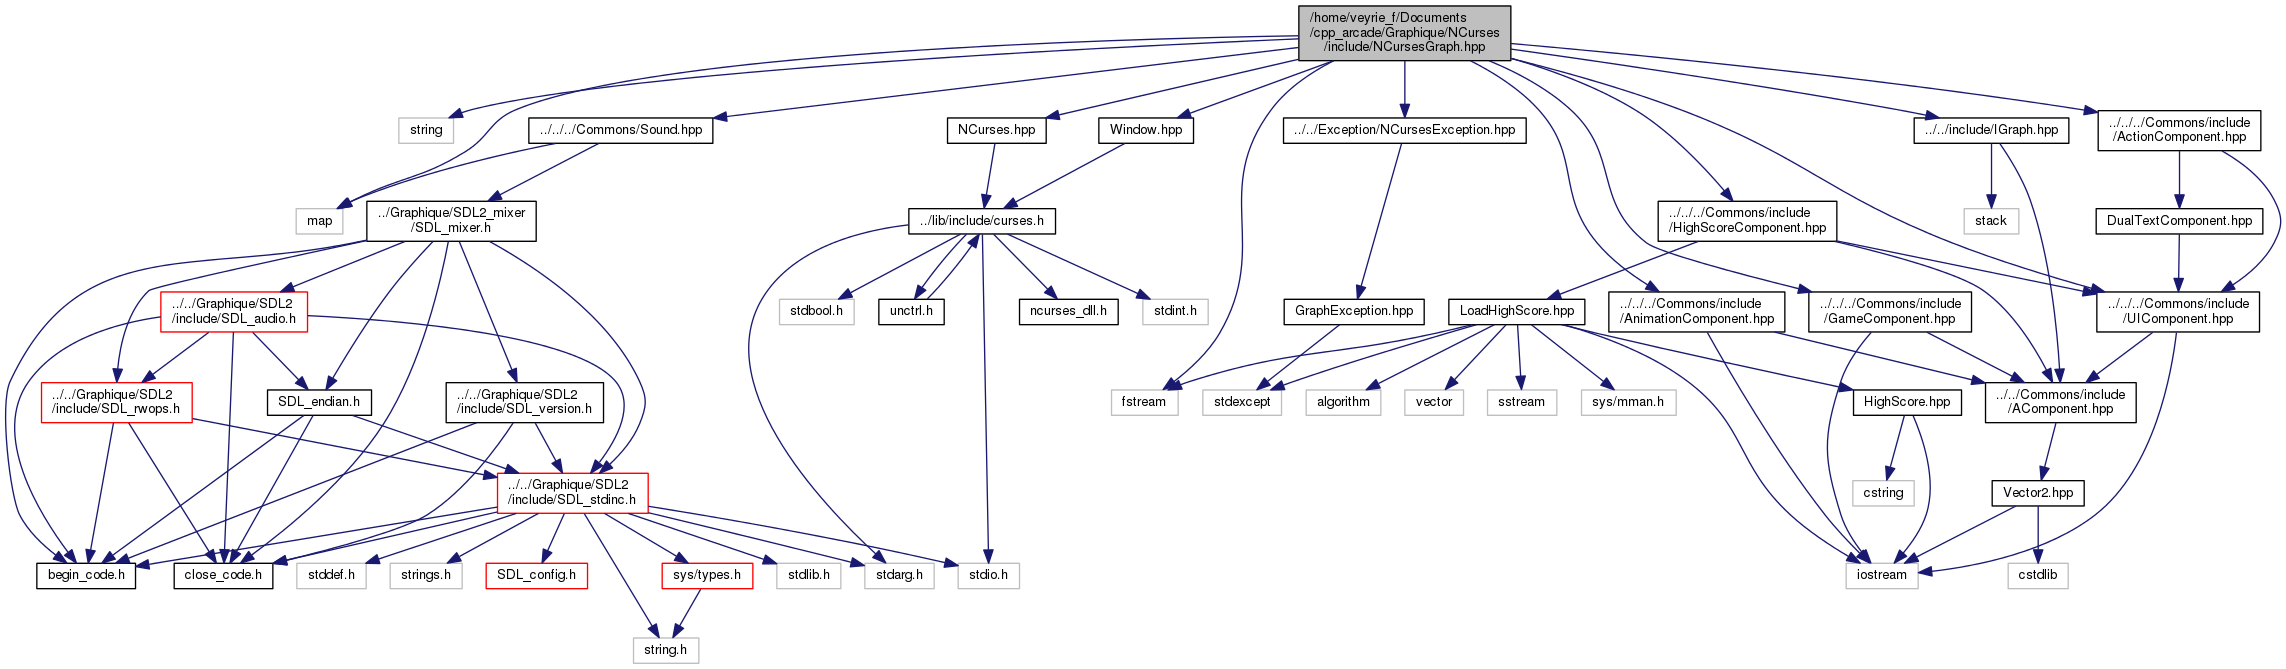 /home/veyrie_f/Documents
/cpp_arcade/Graphique/NCurses
/include/NCursesGraph.hpp
string
../../../Commons/Sound.hpp
NCurses.hpp
Window.hpp
../../Exception/NCursesException.hpp
../../include/IGraph.hpp
../../../Commons/include
/ActionComponent.hpp
map
../Graphique/SDL2_mixer
/SDL_mixer.h
../lib/include/curses.h
../../../Commons/include
/HighScoreComponent.hpp
stack
DualTextComponent.hpp
../../Graphique/SDL2
/include/SDL_audio.h
stdbool.h
unctrl.h
ncurses_dll.h
stdint.h
GraphException.hpp
LoadHighScore.hpp
../../../Commons/include
/AnimationComponent.hpp
../../../Commons/include
/GameComponent.hpp
../../../Commons/include
/UIComponent.hpp
../../Graphique/SDL2
/include/SDL_rwops.h
SDL_endian.h
../../Graphique/SDL2
/include/SDL_version.h
fstream
stdexcept
algorithm
vector
sstream
sys/mman.h
HighScore.hpp
../../Commons/include
/AComponent.hpp
../../Graphique/SDL2
/include/SDL_stdinc.h
cstring
Vector2.hpp
begin_code.h
close_code.h
stddef.h
strings.h
SDL_config.h
sys/types.h
stdlib.h
stdarg.h
stdio.h
iostream
cstdlib
string.h